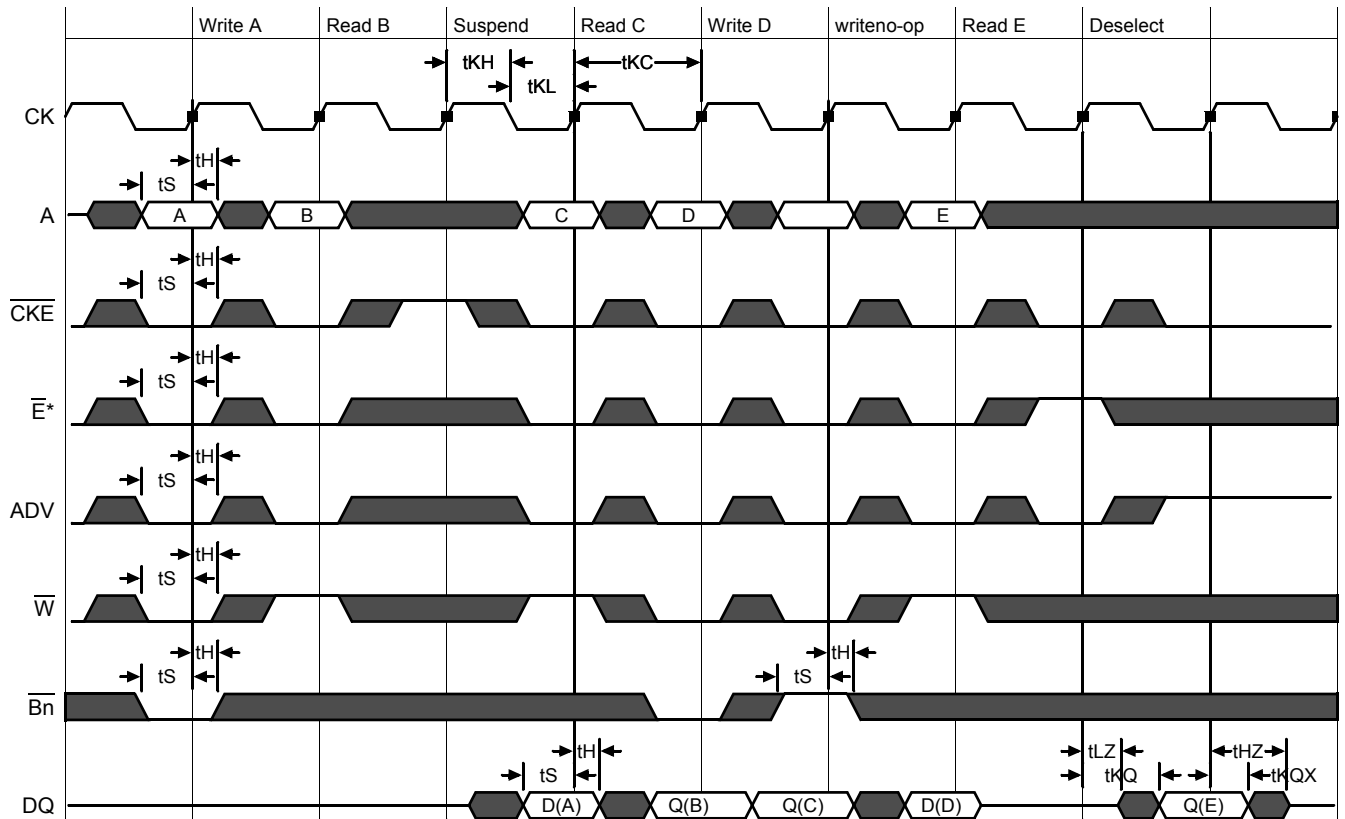 Write A Read B Suspend Read C Write D writeno-op Read E Deselect
tKH tKC
tKL
CK
tH
tS
A A B C D E
tH
tS
CKE
tH
tS
E*
tH
tS
ADV
tH
tS
W
tH tH
tS tS
Bn
tH tLZ tHZ
tS tKQ tKQX
DQ D(A) Q(B) Q(C) D(D) Q(E)